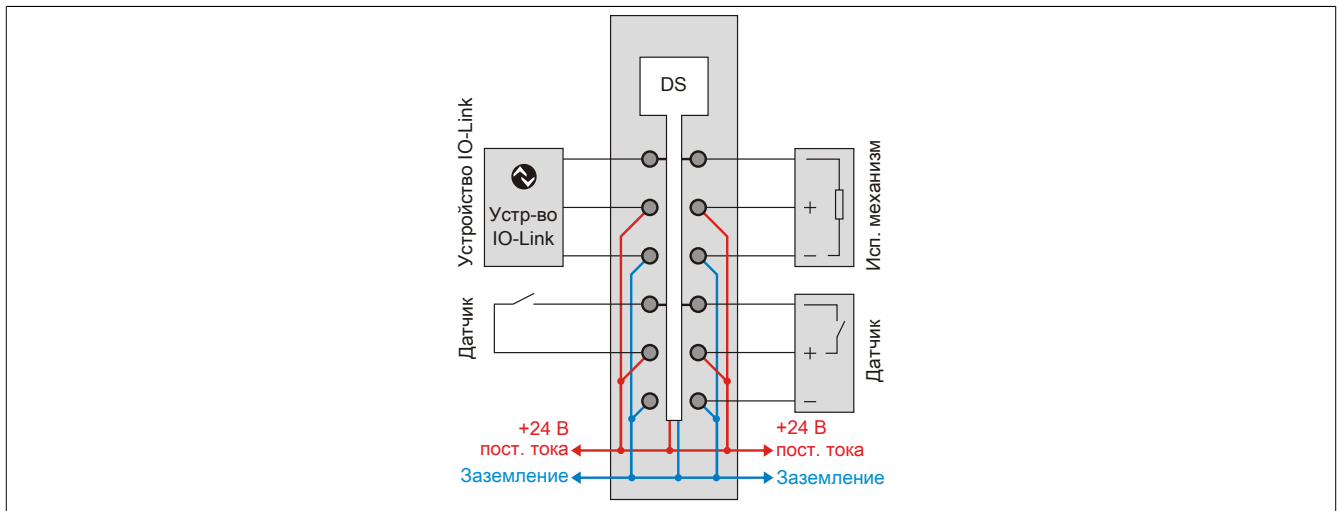 DS
Устройство IO-Link
Устр-во
IO-Link
+
−
Исп. механизм
Датчик
+
−
Датчик
+24 В
пост. тока
+24 В
пост. тока
Заземление
Заземление